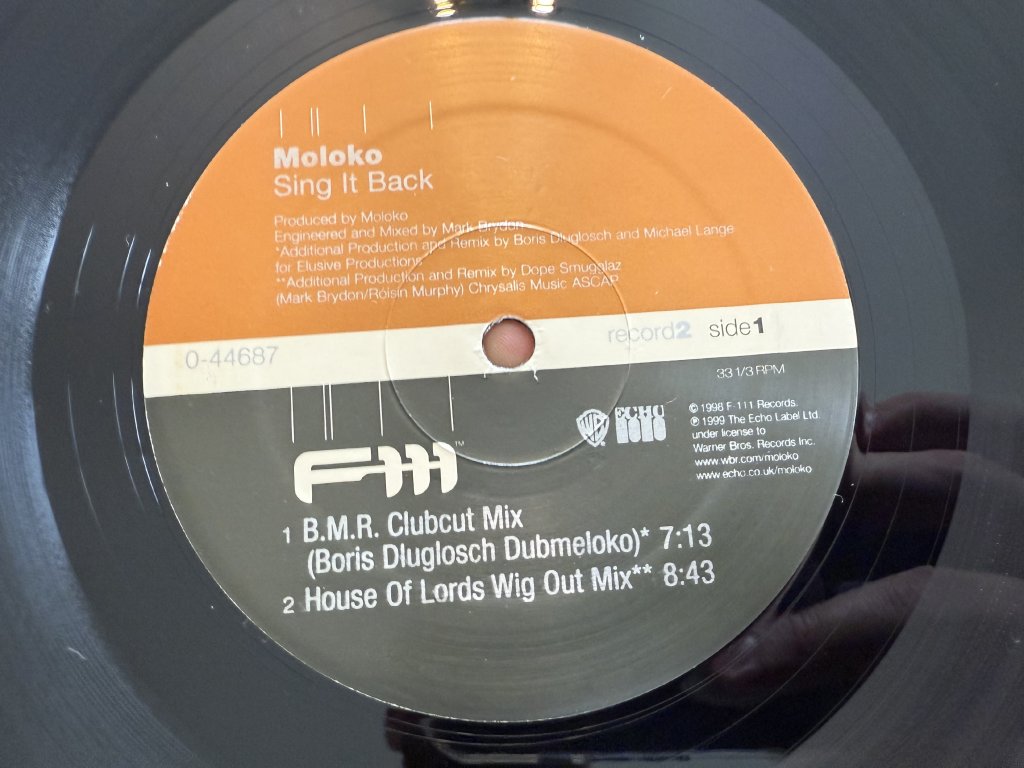 Moloko
Sing It Back
Produced by Moloko
Engineered and Mixed by Mark Brydon
*Additional Production and Remix by Boris Dluglosch and Michael Lange
for Elusive Productions
**Additional Production and Remix by Dope Smugglaz
(Mark Brydon/Róisín Murphy) Chrysalis Music ASCAP
0-44687
record2 side1
33 1/3 RPM
WB ECHO
© 1998 F-111 Records.
℗ 1999 The Echo Label Ltd.
under license to
Warner Bros. Records Inc.
www.wbr.com/moloko
www.echo.co.uk/moloko
F-111™
1 B.M.R. Clubcut Mix
(Boris Dluglosch Dubmeloko)* 7:13
2 House Of Lords Wig Out Mix** 8:43